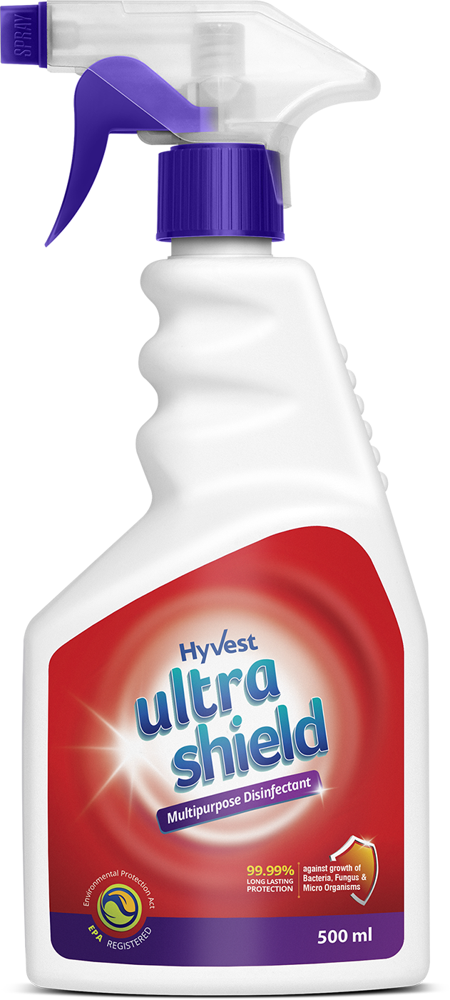 SPRAY
HyVest
ultra
shield
Multipurpose Disinfectant
99.99%
LONG LASTING
PROTECTION
against growth of
Bacteria, Fungus &
Micro Organisms
Environmental Protection Act
EPA REGISTERED
500 ml